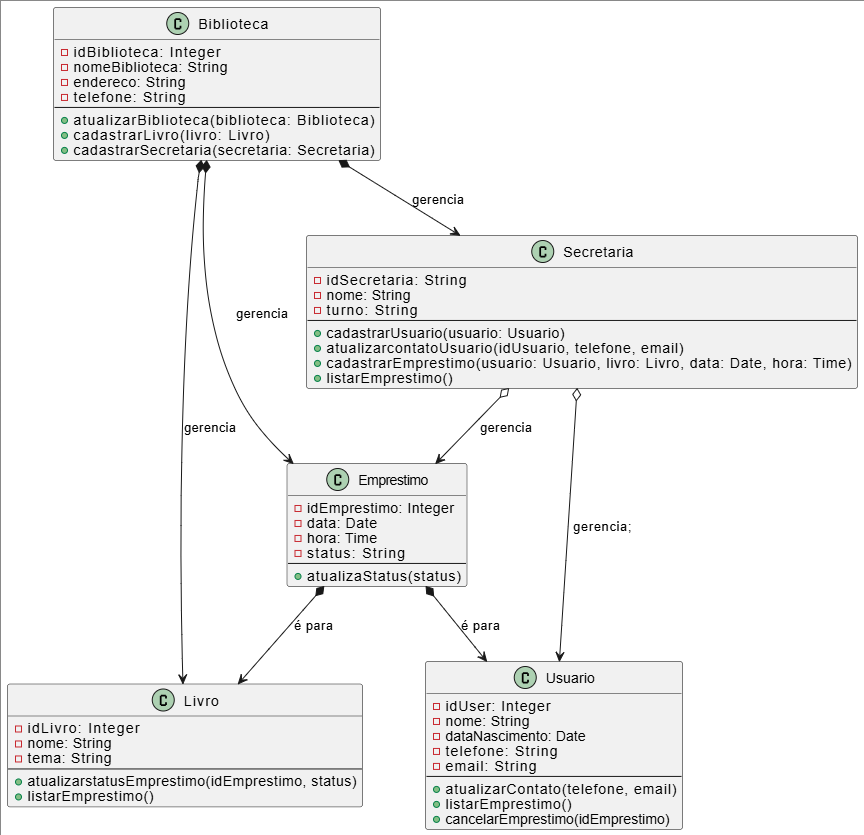 C Biblioteca
idBiblioteca: Integer
nomeBiblioteca: String
endereco: String
telefone: String
atualizarBiblioteca(biblioteca: Biblioteca)
cadastrarLivro(livro: Livro)
cadastrarSecretaria(secretaria: Secretaria)
gerencia
C Secretaria
idSecretaria: String
nome: String
turno: String
cadastrarUsuario(usuario: Usuario)
atualizarcontatoUsuario(idUsuario, telefone, email)
cadastrarEmprestimo(usuario: Usuario, livro: Livro, data: Date, hora: Time)
listarEmprestimo()
gerencia
gerencia
gerencia
C Emprestimo
idEmprestimo: Integer
data: Date
hora: Time
status: String
atualizaStatus(status)
gerencia;
é para
é para
C Livro
idLivro: Integer
nome: String
tema: String
atualizarstatusEmprestimo(idEmprestimo, status)
listarEmprestimo()
C Usuario
idUser: Integer
nome: String
dataNascimento: Date
telefone: String
email: String
atualizarContato(telefone, email)
listarEmprestimo()
cancelarEmprestimo(idEmprestimo)